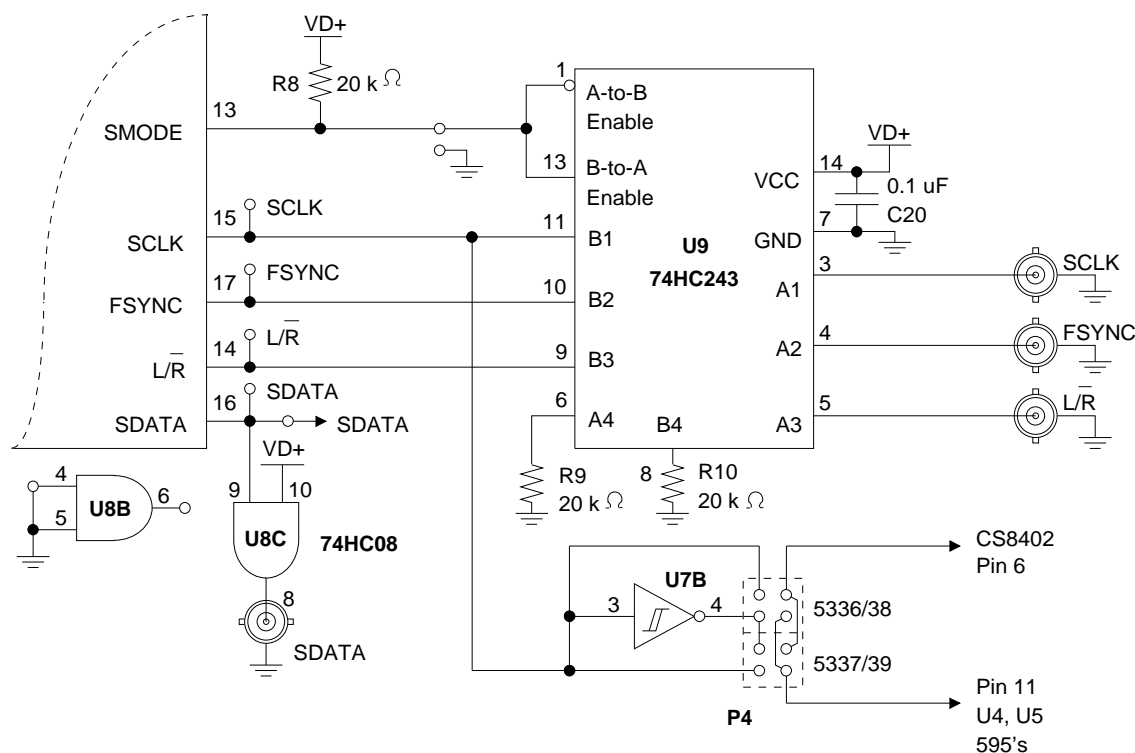 VD+
R8
20 k Ω
13
SMODE
1
A-to-B
Enable
13
B-to-A
Enable
VD+
14
VCC
0.1 uF
C20
7
GND
15
SCLK
SCLK
11
B1
U9
74HC243
3
A1
SCLK
17
FSYNC
FSYNC
10
B2
4
A2
FSYNC
14
L/R̅
L/R̅
9
B3
5
A3
L/R̅
16
SDATA
SDATA
SDATA
6
A4
B4
8
R9
20 k Ω
R10
20 k Ω
VD+
4
5
U8B
6
9
10
U8C
74HC08
8
SDATA
U7B
3
4
5336/38
5337/39
P4
CS8402
Pin 6
Pin 11
U4, U5
595's